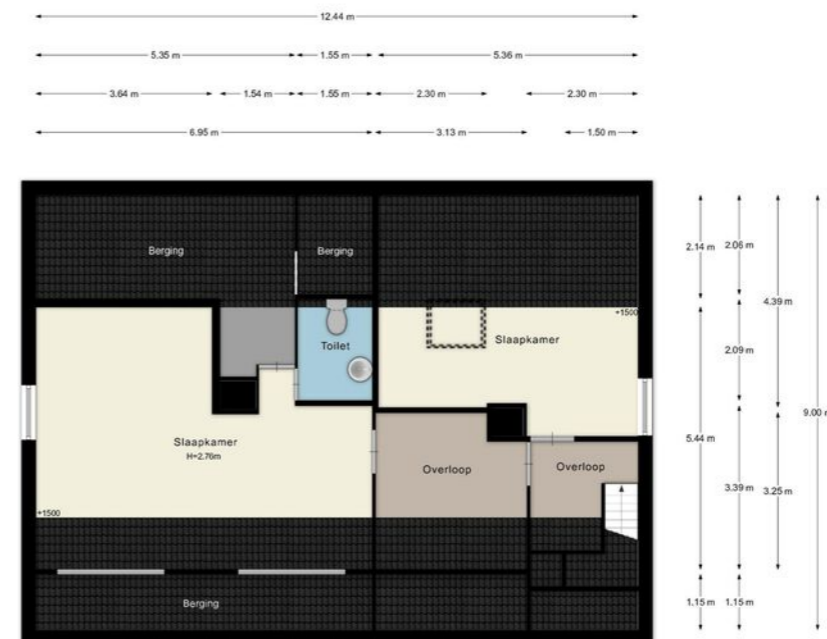 12.44 m
5.35 m 1.55 m 5.36 m
3.64 m 1.54 m 1.55 m 2.30 m 2.30 m
6.95 m 3.13 m 1.50 m
Berging
Berging
2.14 m
2.06 m
4.39 m
+1500
Slaapkamer
Toilet
2.09 m
9.00 m
Slaapkamer
H=2.76m
5.44 m
Overloop
Overloop
3.39 m
3.25 m
+1500
Berging
1.15 m
1.15 m